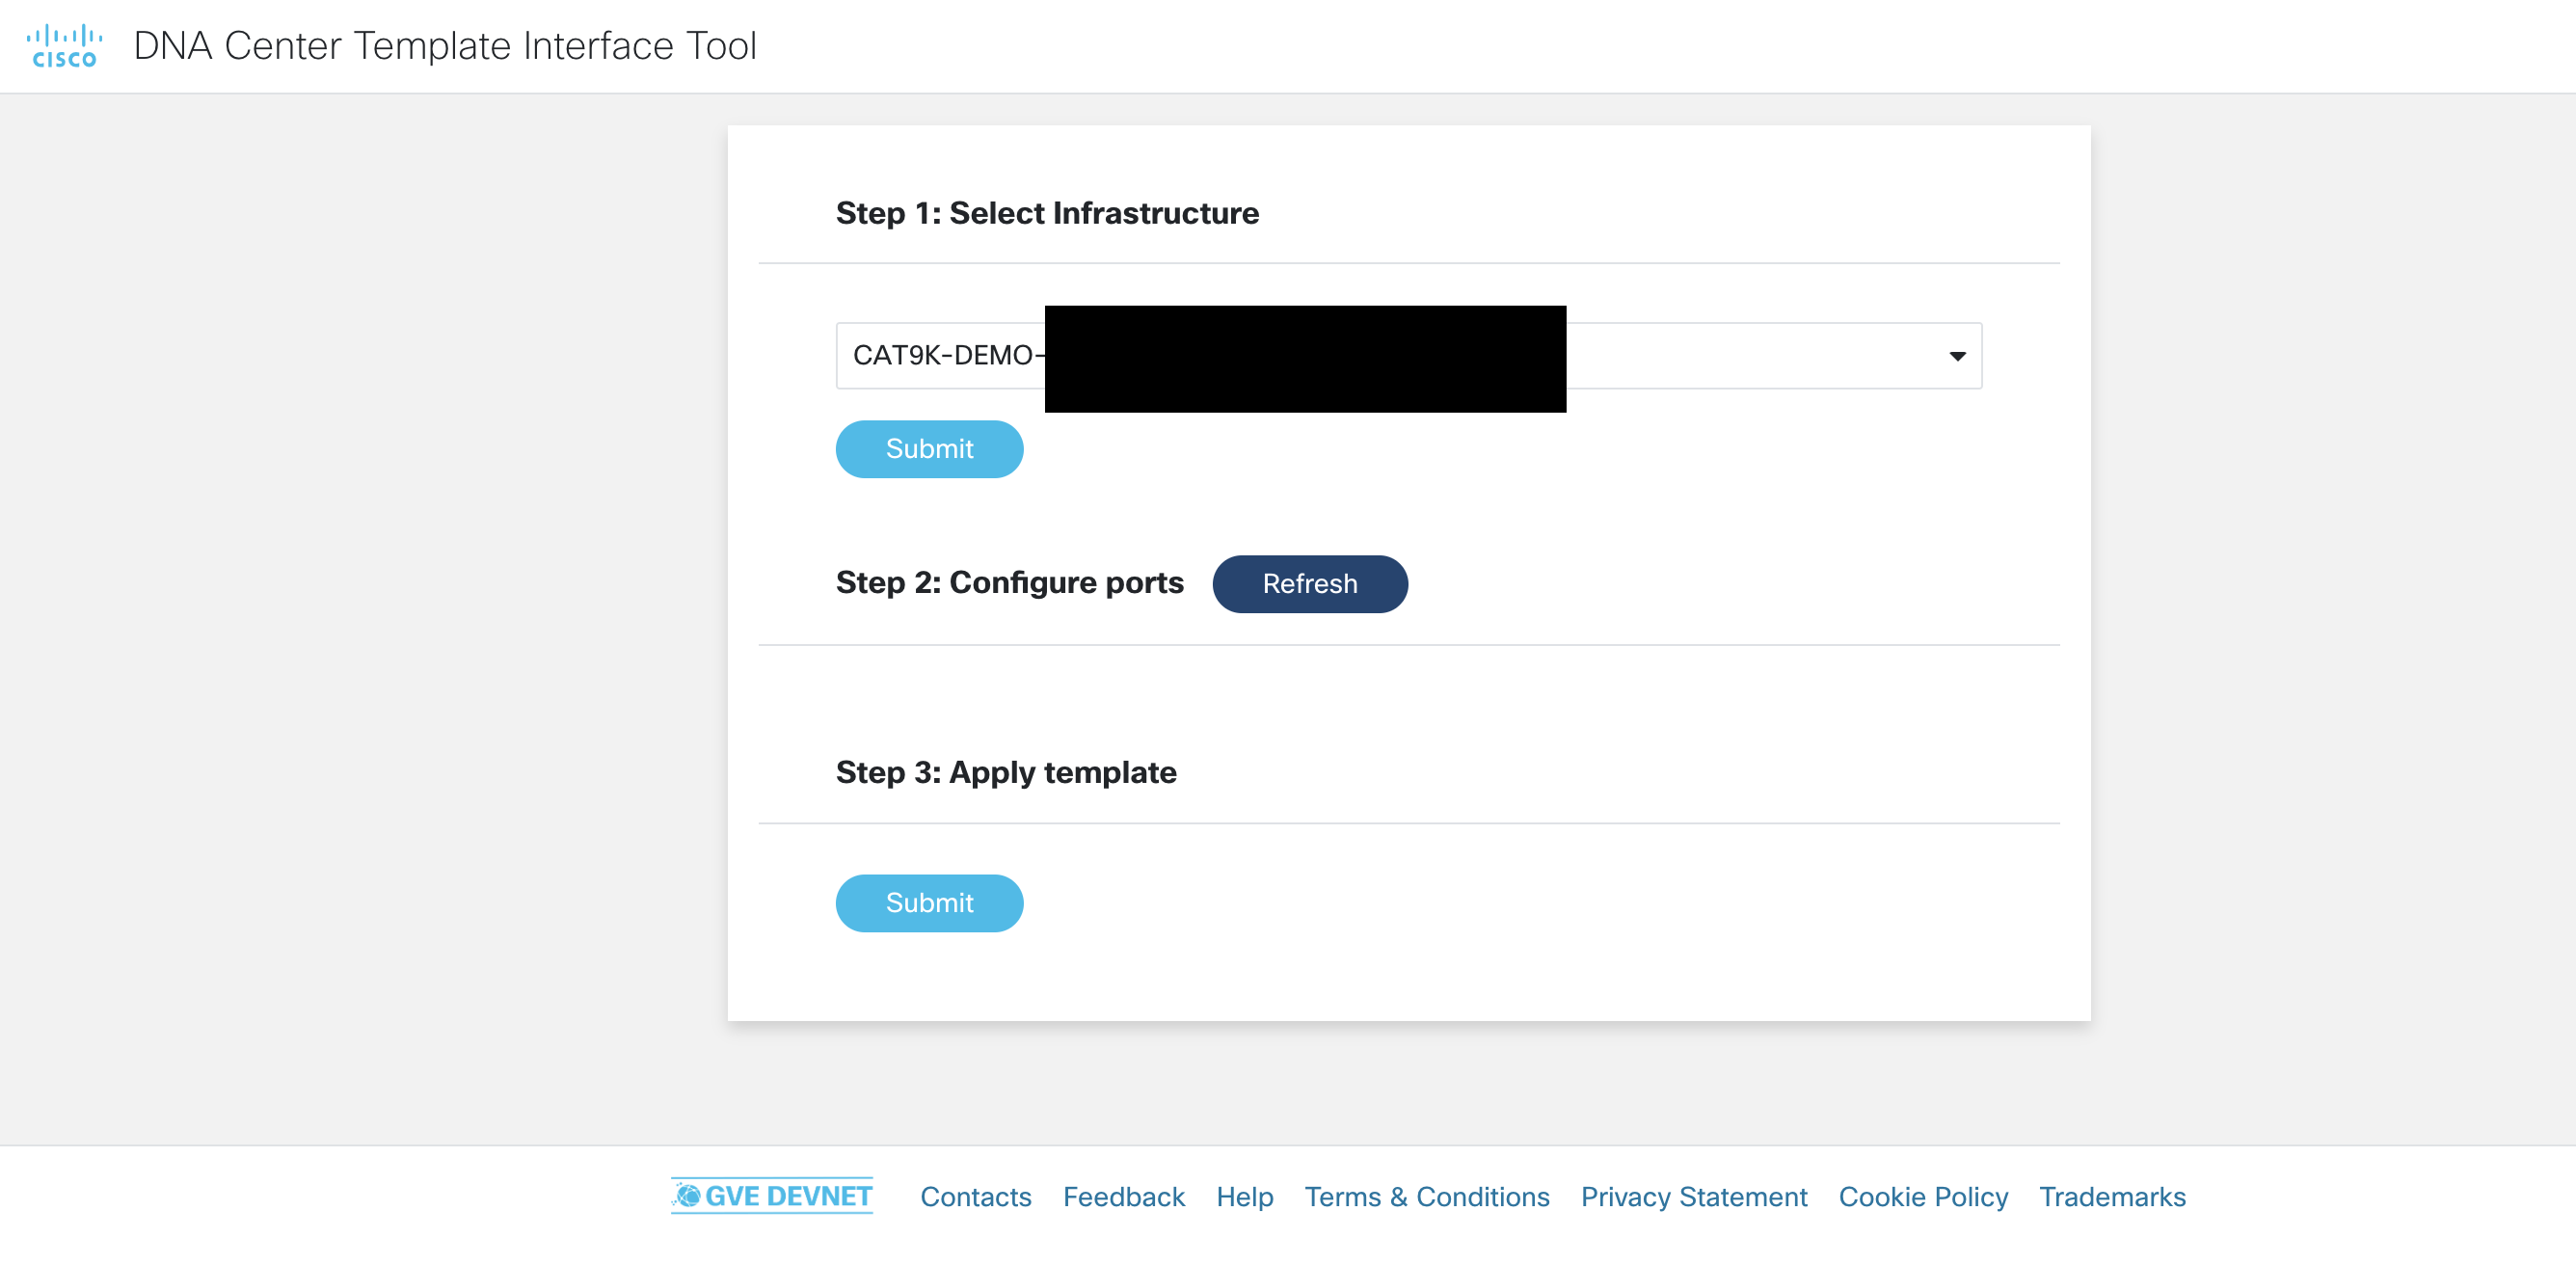 CISCO
DNA Center Template Interface Tool
Step 1: Select Infrastructure
CAT9K-DEMO-
Submit
Step 2: Configure ports
Refresh
Step 3: Apply template
Submit
GVE DEVNET Contacts Feedback Help Terms & Conditions Privacy Statement Cookie Policy Trademarks